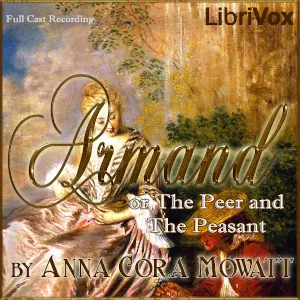 Full Cast Recording
LibriVox
Armand
or The Peer and
The Peasant
BY ANNA CORA MOWATT